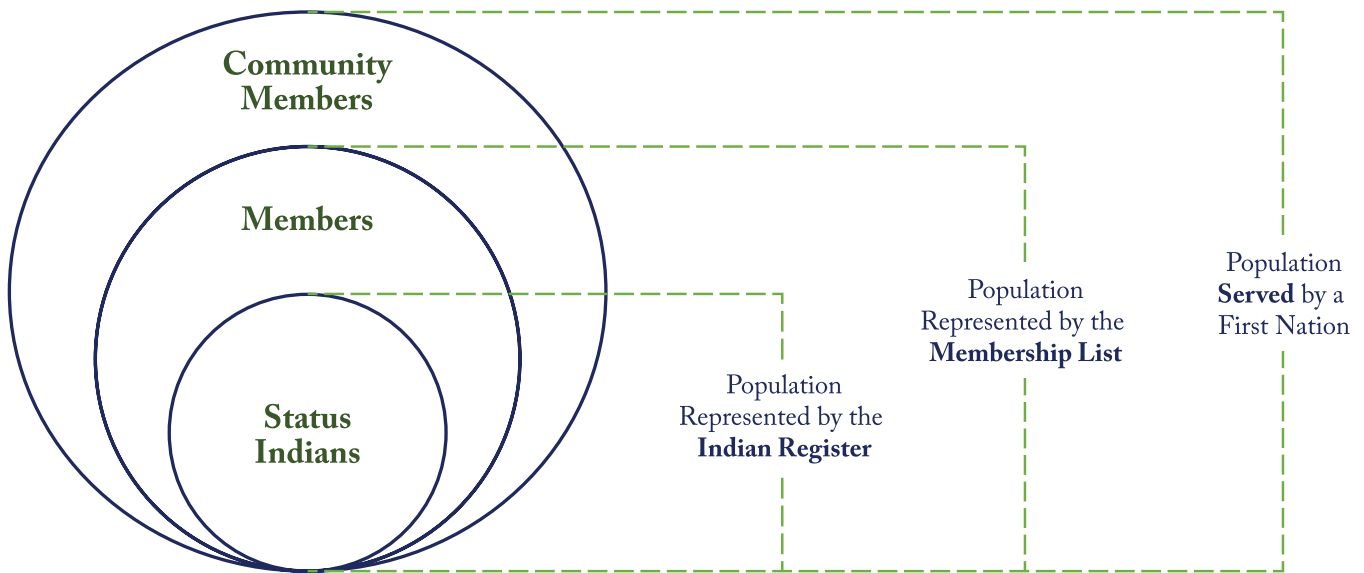 Community
Members
Members
Status
Indians
Population
Represented by the
Indian Register
Population
Represented by the
Membership List
Population
Served by a
First Nation